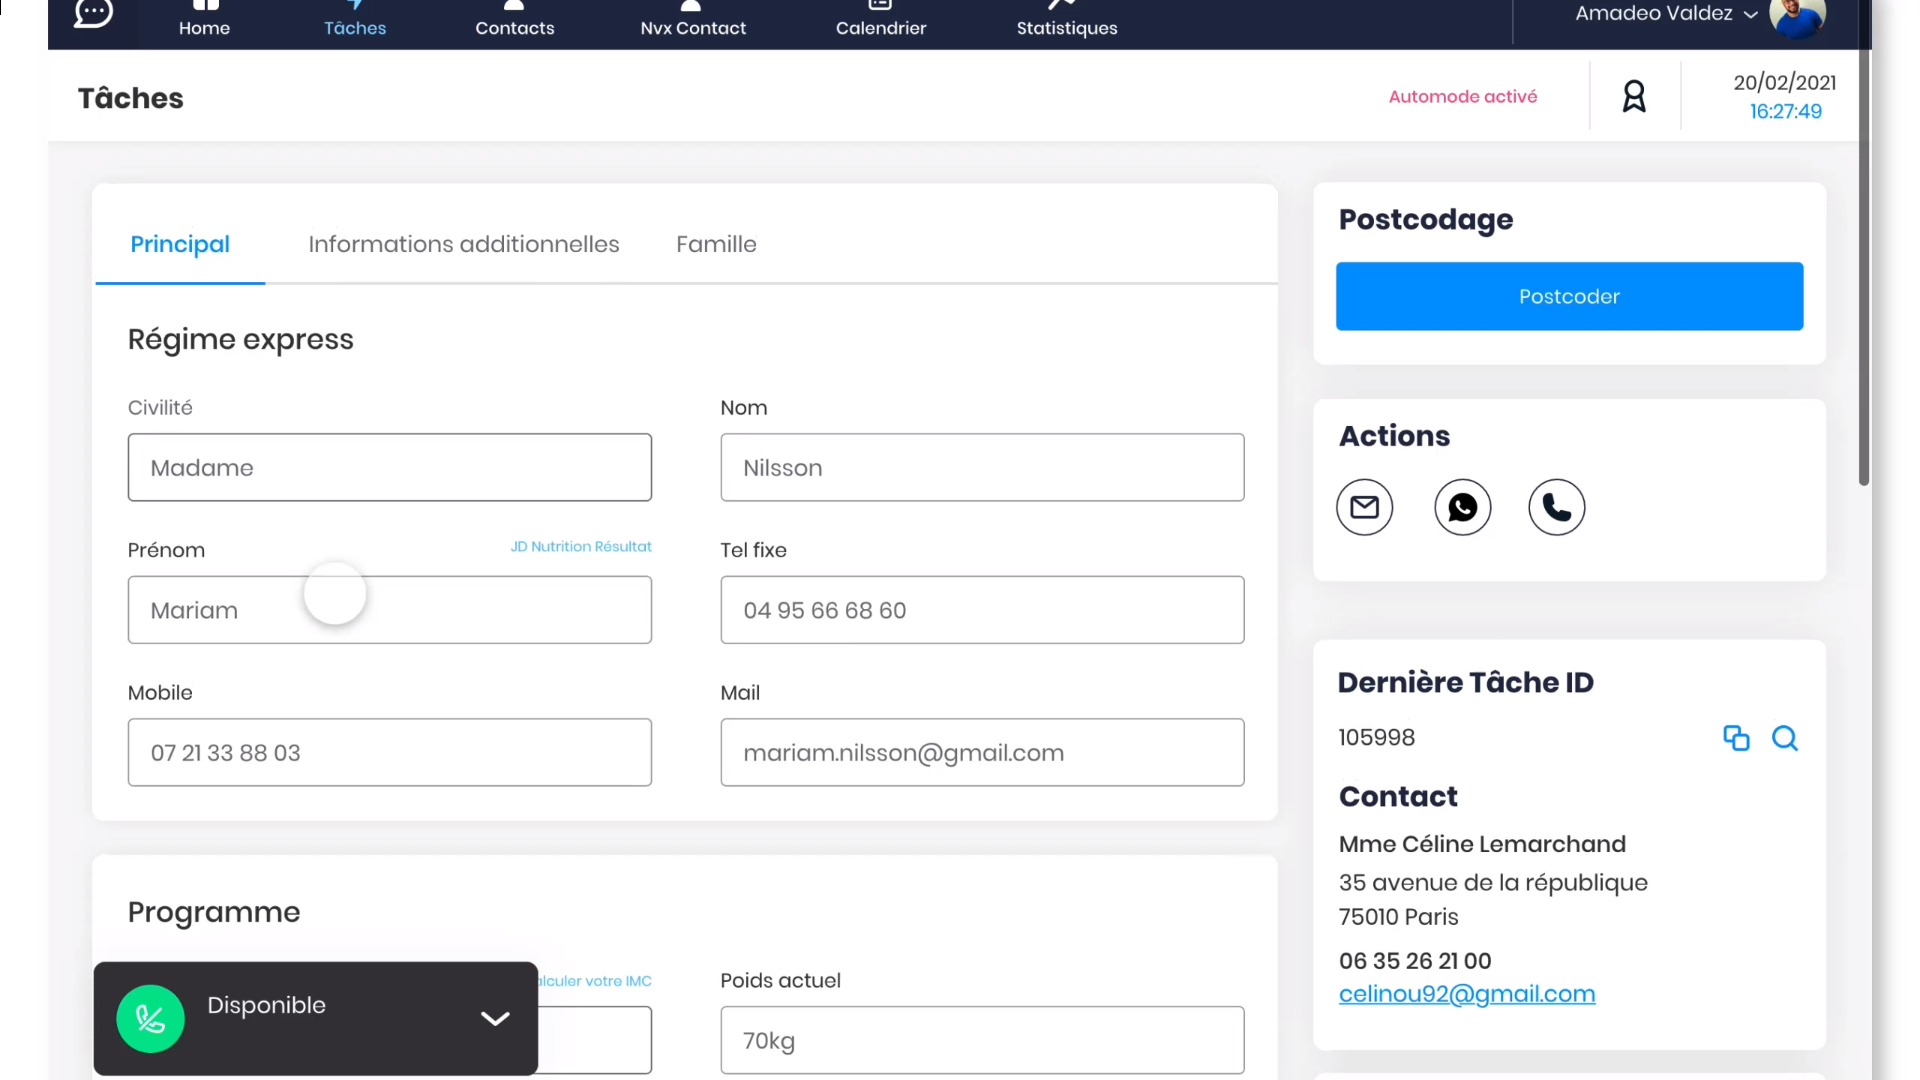 Home
Tâches
Contacts
Nvx Contact
Calendrier
Statistiques
Amadeo Valdez
Tâches
Automode activé
20/02/2021
16:27:49
Principal
Informations additionnelles
Famille
Régime express
Civilité
Madame
Nom
Nilsson
Prénom
JD Nutrition Résultat
Mariam
Tel fixe
04 95 66 68 60
Mobile
07 21 33 88 03
Mail
mariam.nilsson@gmail.com
Programme
alculer votre IMC
Poids actuel
70kg
Disponible
Postcodage
Postcoder
Actions
Dernière Tâche ID
105998
Contact
Mme Céline Lemarchand
35 avenue de la république
75010 Paris
06 35 26 21 00
celinou92@gmail.com